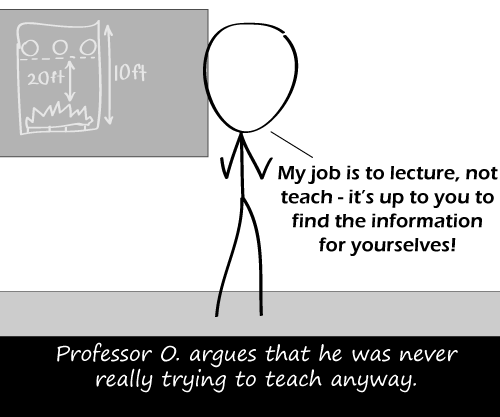 20ft
10ft
My job is to lecture, not
teach - it's up to you to
find the information
for yourselves!
Professor O. argues that he was never
really trying to teach anyway.